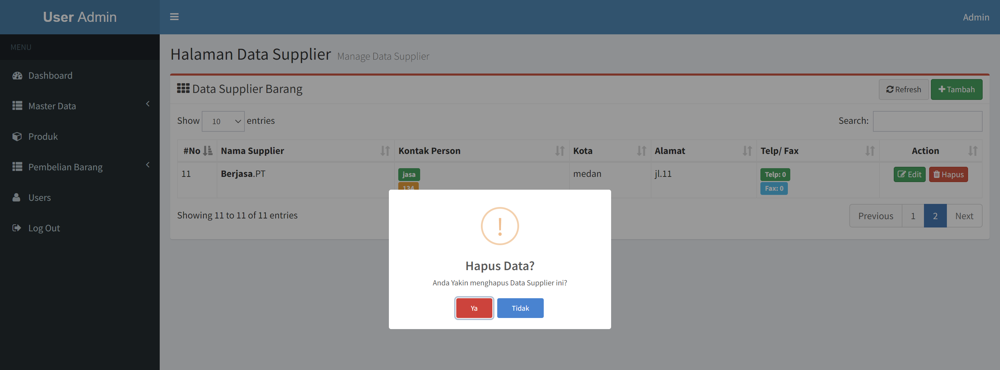 User Admin
Admin
MENU
Dashboard
Master Data
Produk
Pembelian Barang
Users
Log Out
Halaman Data Supplier Manage Data Supplier
Data Supplier Barang
Refresh
Tambah
Show 10 entries
Search:
#No Nama Supplier Kontak Person Kota Alamat Telp/ Fax Action
11 Berjasa.PT jasa medan jl.11 Telp: 0 Edit Hapus
134 Fax: 0
Showing 11 to 11 of 11 entries
Previous 1 2 Next
!
Hapus Data?
Anda Yakin menghapus Data Supplier ini?
Ya Tidak